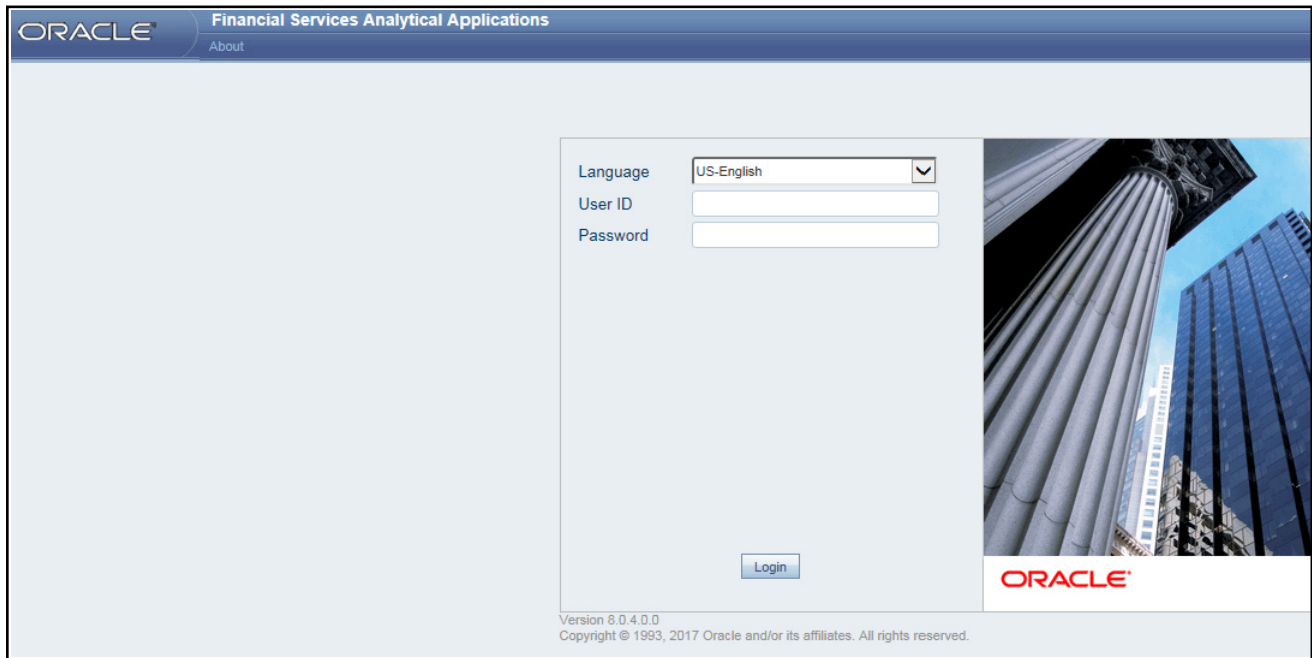 ORACLE®
Financial Services Analytical Applications
About
Language US-English
User ID
Password
Login
ORACLE®
Version 8.0.4.0.0
Copyright © 1993, 2017 Oracle and/or its affiliates. All rights reserved.